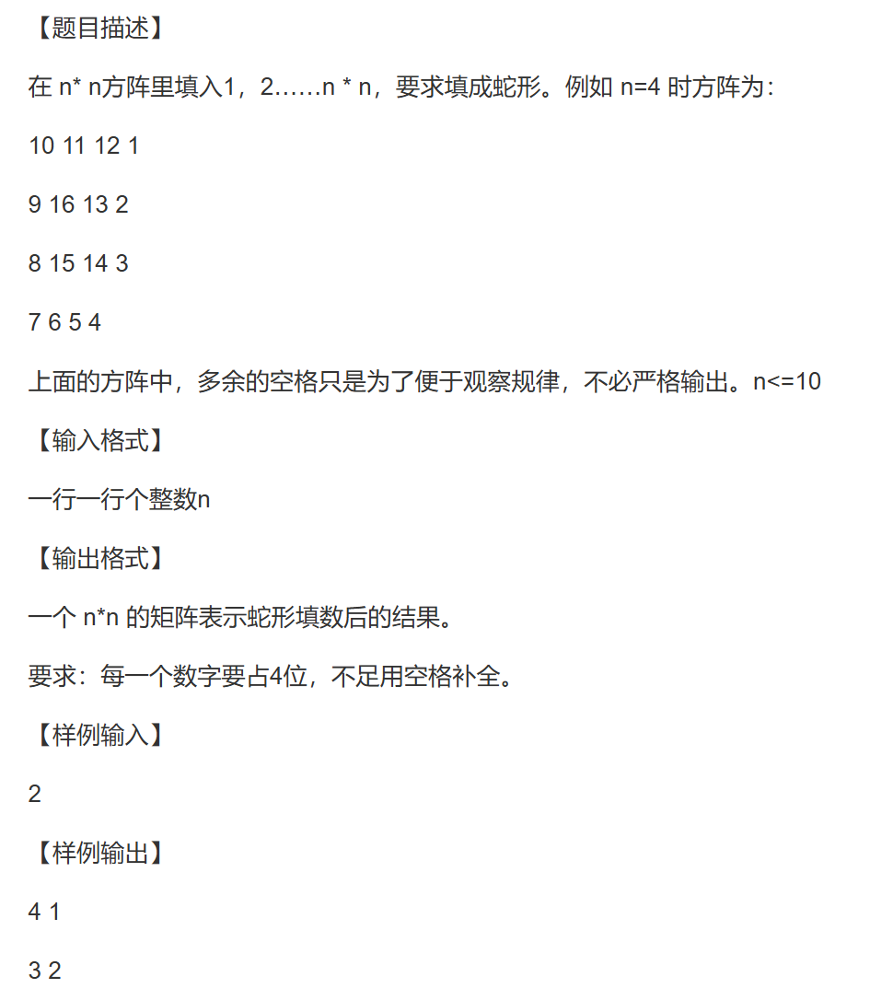 【题目描述】
在 n* n方阵里填入1，2……n * n，要求填成蛇形。例如 n=4 时方阵为：
10 11 12 1
9 16 13 2
8 15 14 3
7 6 5 4
上面的方阵中，多余的空格只是为了便于观察规律，不必严格输出。n<=10
【输入格式】
一行一行个整数n
【输出格式】
一个 n*n 的矩阵表示蛇形填数后的结果。
要求：每一个数字要占4位，不足用空格补全。
【样例输入】
2
【样例输出】
4 1
3 2